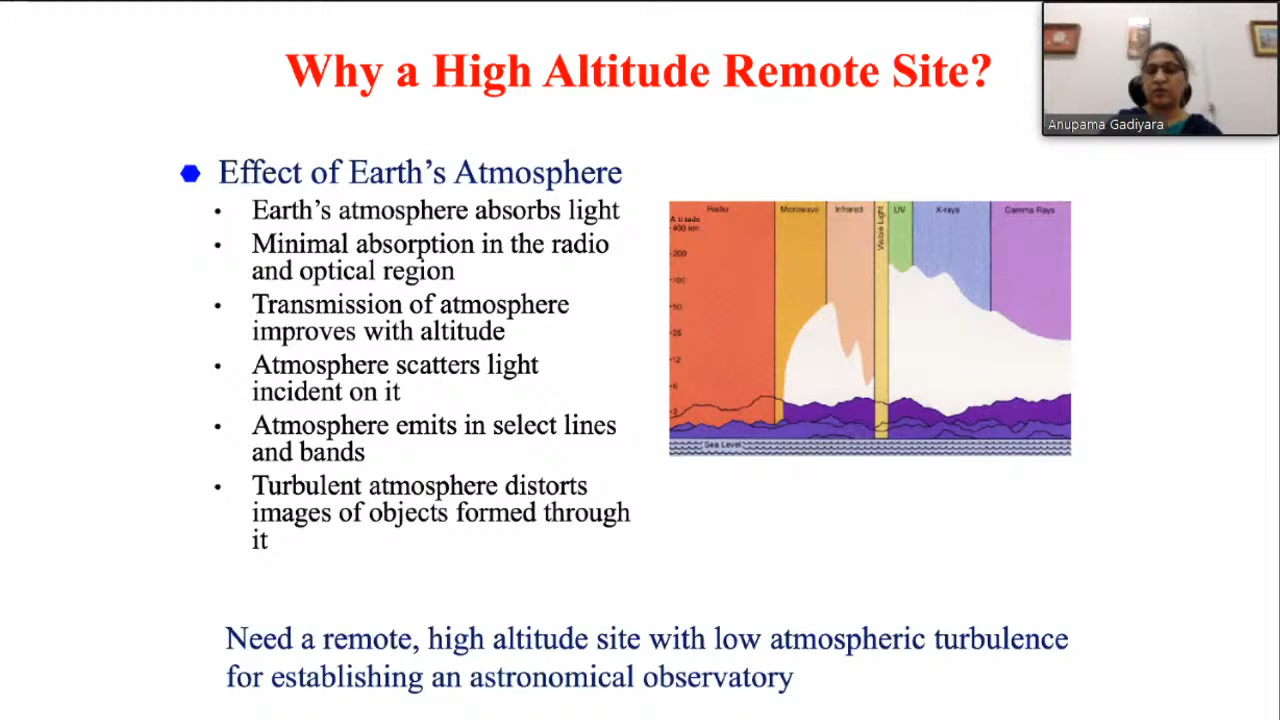 Why a High Altitude Remote Site?
Anupama Gadiyara
Effect of Earth's Atmosphere
• Earth's atmosphere absorbs light
• Minimal absorption in the radio
and optical region
• Transmission of atmosphere
improves with altitude
• Atmosphere scatters light
incident on it
• Atmosphere emits in select lines
and bands
• Turbulent atmosphere distorts
images of objects formed through
it
Radio Microwave Infrared Visible Light UV X-rays Gamma Rays
400 km
200
100
50
25
12
6
3
Sea Level
Need a remote, high altitude site with low atmospheric turbulence
for establishing an astronomical observatory